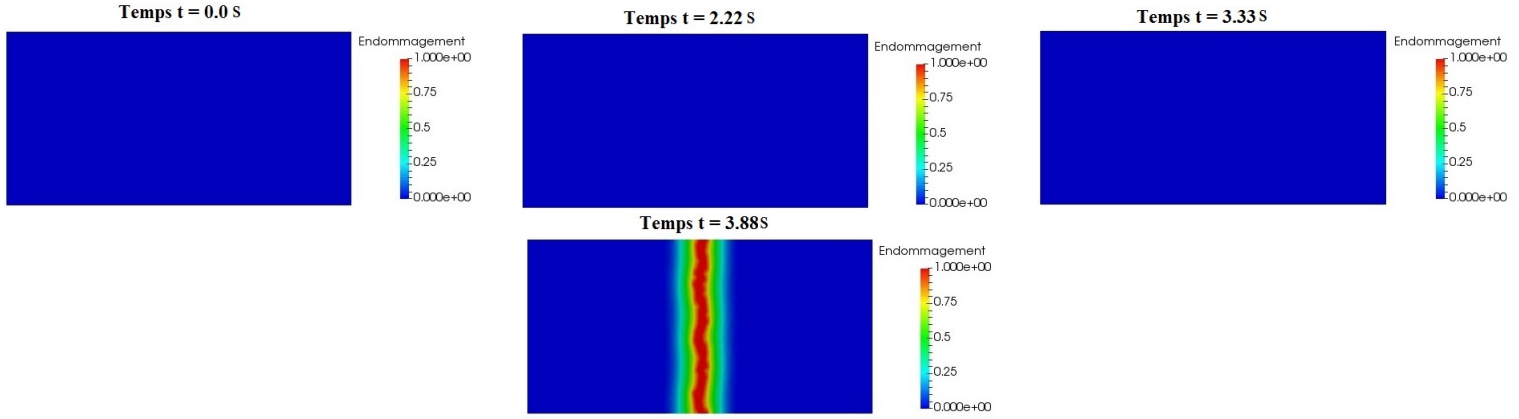 Temps t = 0.0 S
Endommagement
1.000e+00
0.75
0.5
0.25
0.000e+00
Temps t = 2.22 S
Endommagement
1.000e+00
0.75
0.5
0.25
0.000e+00
Temps t = 3.33 S
Endommagement
1.000e+00
0.75
0.5
0.25
0.000e+00
Temps t = 3.88S
Endommagement
1.000e+00
0.75
0.5
0.25
0.000e+00